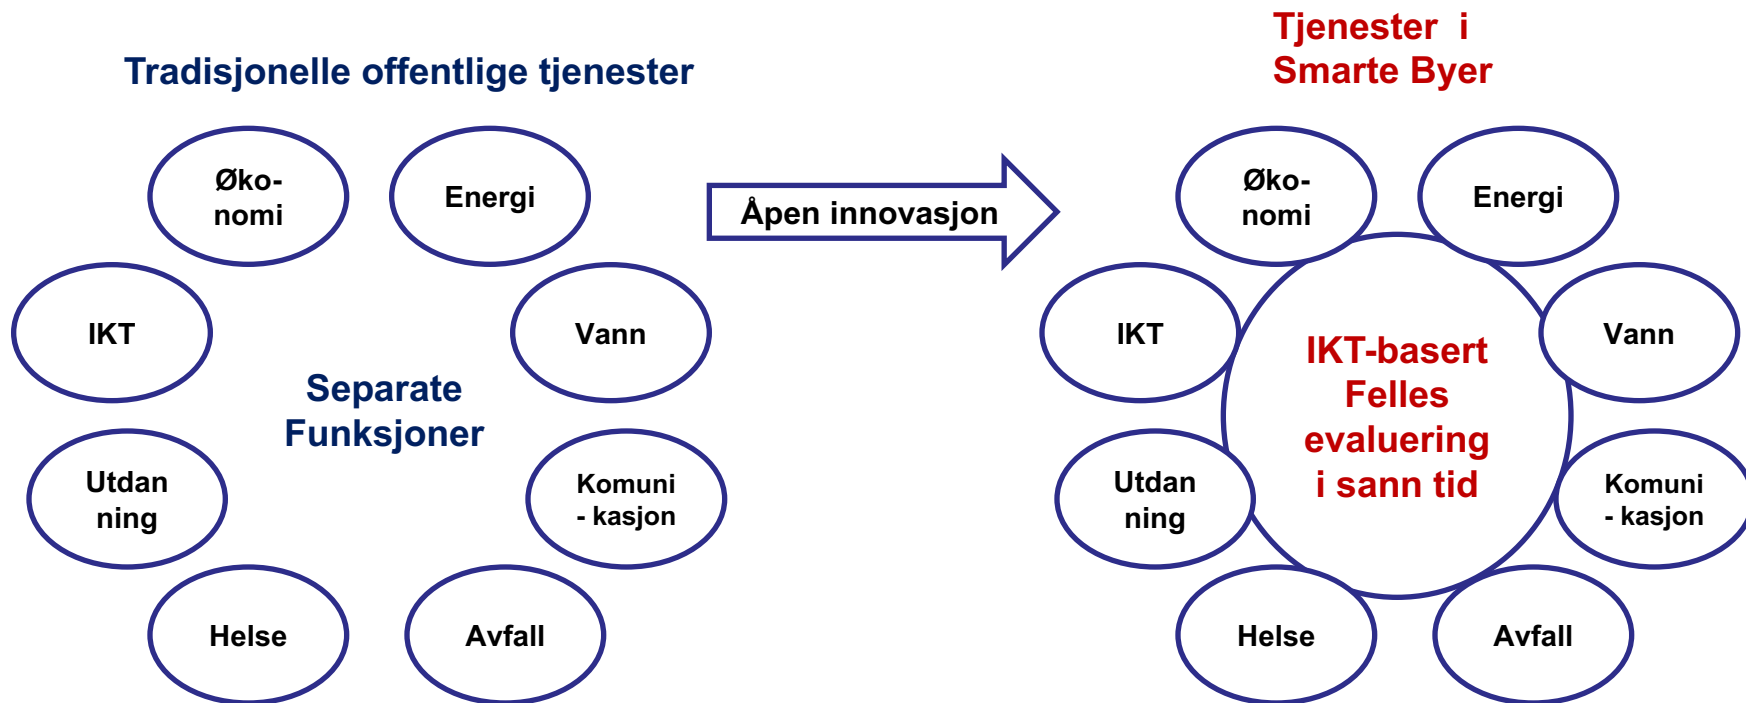 Tradisjonelle offentlige tjenester
Øko-
nomi
Energi
IKT
Vann
Separate
Funksjoner
Utdan
ning
Komuni
- kasjon
Helse
Avfall
Åpen innovasjon
Tjenester i
Smarte Byer
Øko-
nomi
Energi
IKT
Vann
IKT-basert
Felles
evaluering
i sann tid
Utdan
ning
Komuni
- kasjon
Helse
Avfall